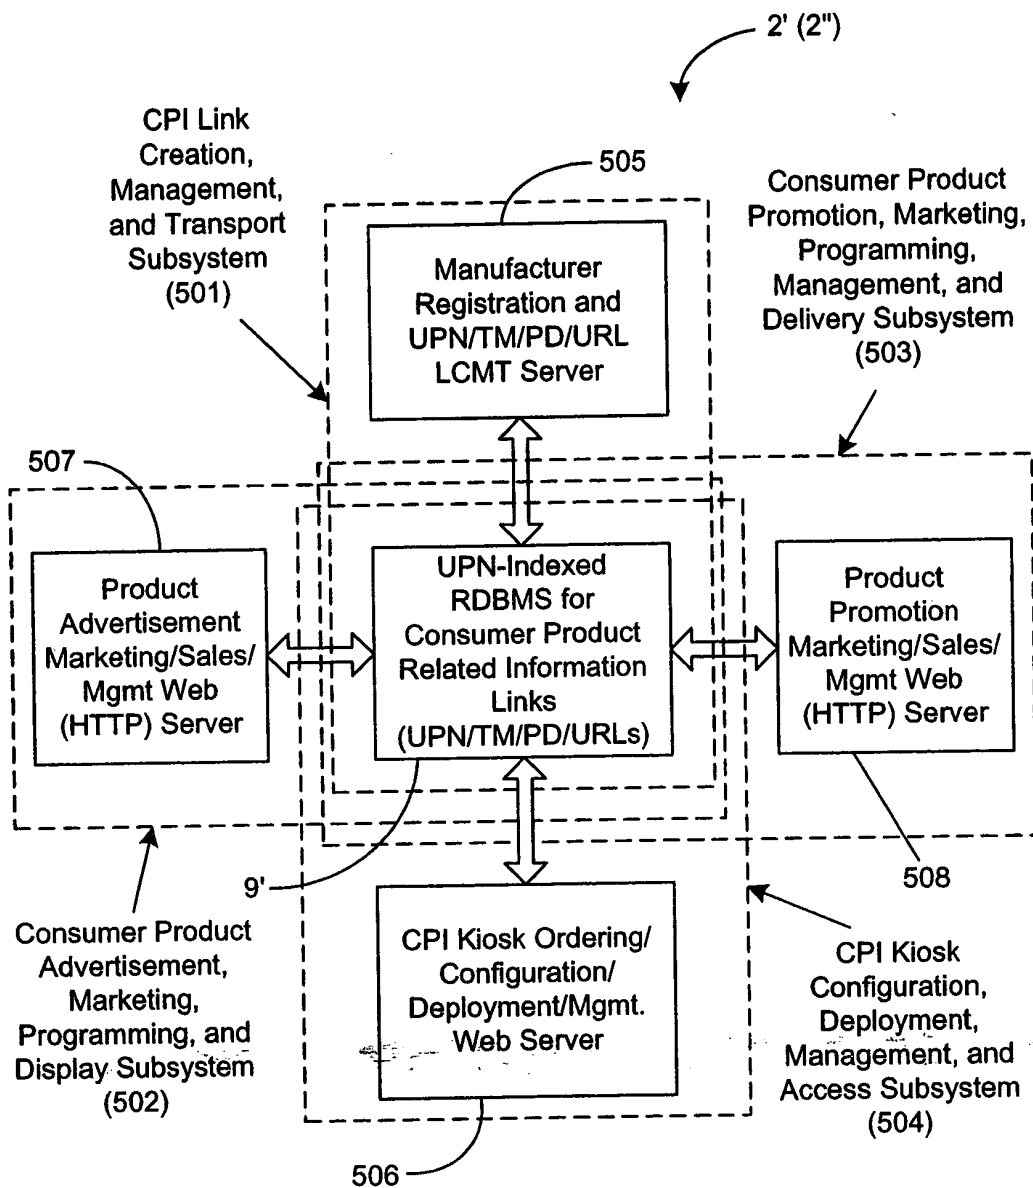 2' (2")
CPI Link
Creation,
Management,
and Transport
Subsystem
(501)
505
Consumer Product
Promotion, Marketing,
Programming,
Management, and
Delivery Subsystem
(503)
Manufacturer
Registration and
UPN/TM/PD/URL
LCMT Server
507
Product
Advertisement
Marketing/Sales/
Mgmt Web
(HTTP) Server
UPN-Indexed
RDBMS for
Consumer Product
Related Information
Links
(UPN/TM/PD/URLs)
Product
Promotion
Marketing/Sales/
Mgmt Web
(HTTP) Server
9'
508
Consumer Product
Advertisement,
Marketing,
Programming, and
Display Subsystem
(502)
CPI Kiosk Ordering/
Configuration/
Deployment/Mgmt.
Web Server
CPI Kiosk
Configuration,
Deployment,
Management, and
Access Subsystem
(504)
506